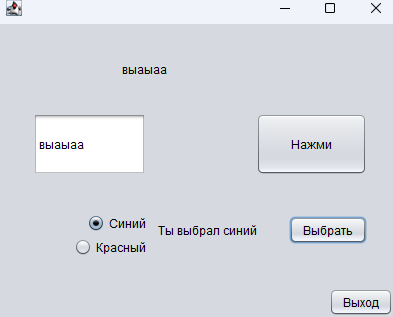 выаыаа
выаыаа
Нажми
Синий
Ты выбрал синий
Выбрать
Красный
Выход